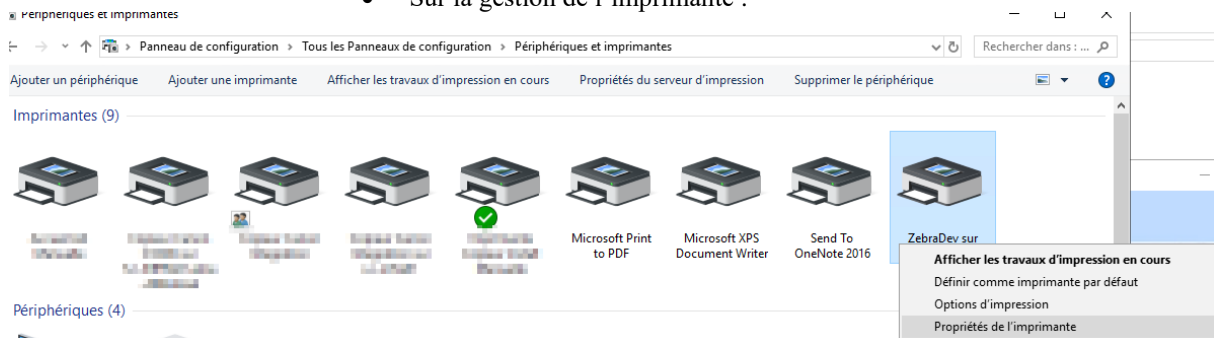 • Sur la gestion de l'imprimante :
Périphériques et imprimantes
Panneau de configuration > Tous les Panneaux de configuration > Périphériques et imprimantes
Rechercher dans : ...
Ajouter un périphérique Ajouter une imprimante Afficher les travaux d'impression en cours Propriétés du serveur d'impression Supprimer le périphérique
Imprimantes (9)
Microsoft Print
to PDF
Microsoft XPS
Document Writer
Send To
OneNote 2016
ZebraDev sur
Afficher les travaux d'impression en cours
Définir comme imprimante par défaut
Options d'impression
Propriétés de l'imprimante
Périphériques (4)